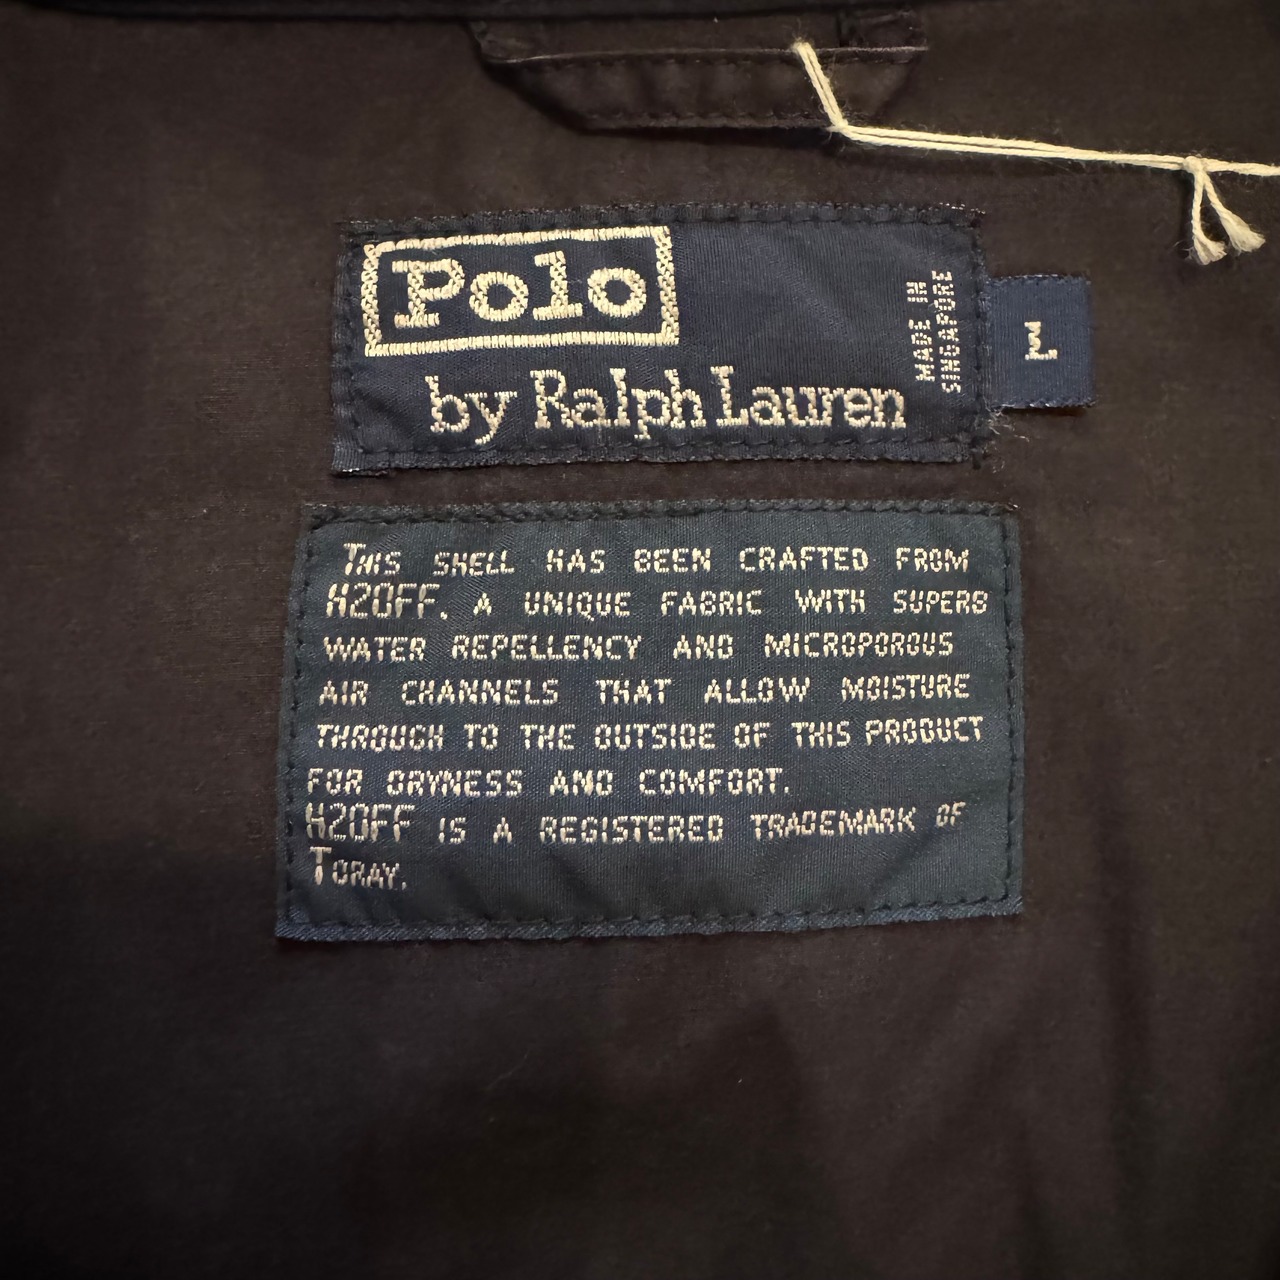 Polo
by Ralph Lauren
MADE IN
SINGAPORE
L
THIS SHELL HAS BEEN CRAFTED FROM
H2OFF, A UNIQUE FABRIC WITH SUPERB
WATER REPELLENCY AND MICROPOROUS
AIR CHANNELS THAT ALLOW MOISTURE
THROUGH TO THE OUTSIDE OF THIS PRODUCT
FOR DRYNESS AND COMFORT.
H2OFF IS A REGISTERED TRADEMARK OF
TORAY.